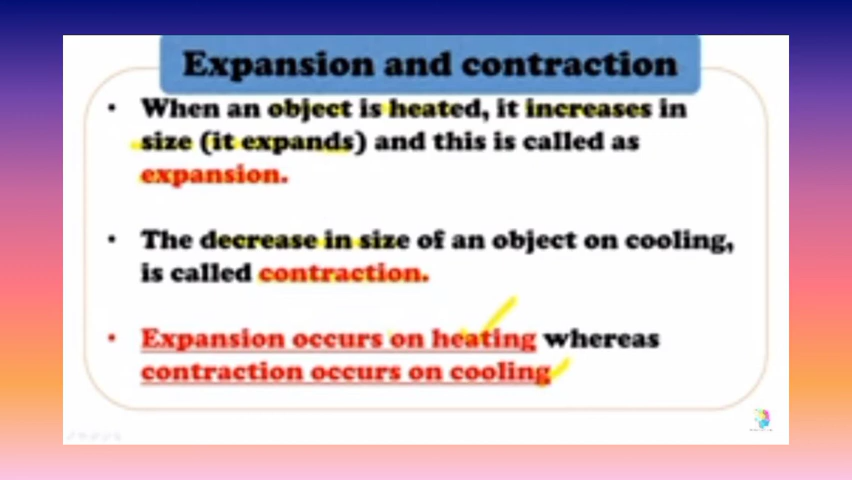 Expansion and contraction
• When an object is heated, it increases in
size (it expands) and this is called as
expansion.
• The decrease in size of an object on cooling,
is called contraction.
• Expansion occurs on heating whereas
contraction occurs on cooling